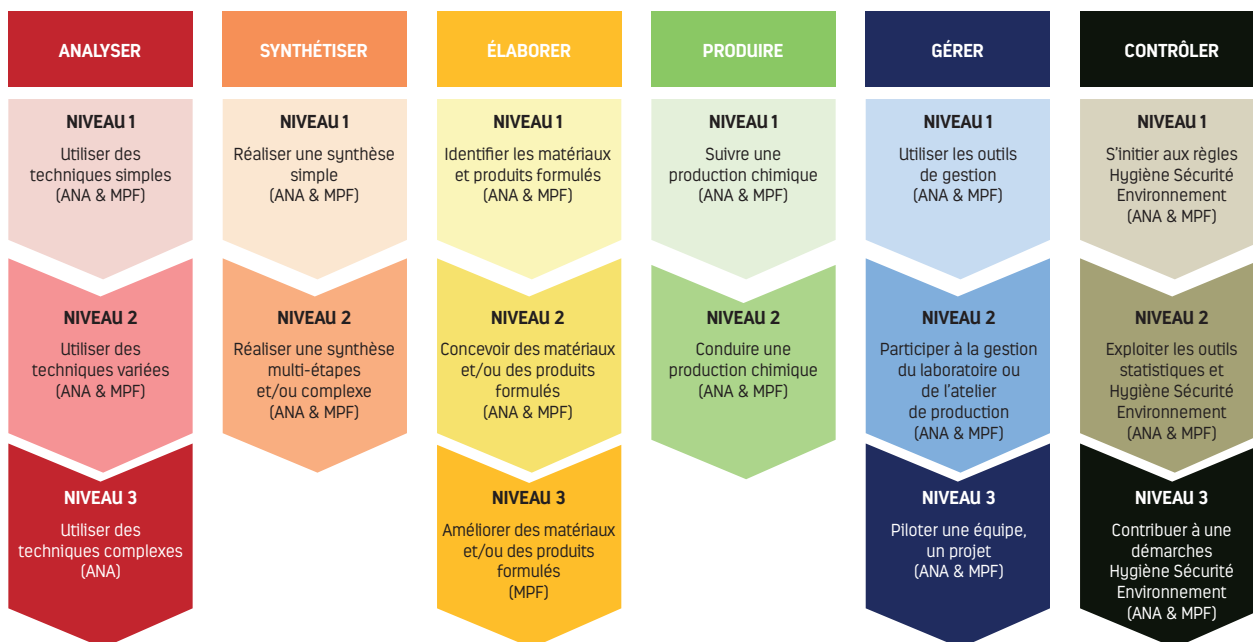 ANALYSER
NIVEAU 1
Utiliser des
techniques simples
(ANA & MPF)
NIVEAU 2
Utiliser des
techniques variées
(ANA & MPF)
NIVEAU 3
Utiliser des
techniques complexes
(ANA)
SYNTHÉTISER
NIVEAU 1
Réaliser une synthèse
simple
(ANA & MPF)
NIVEAU 2
Réaliser une synthèse
multi-étapes
et/ou complexe
(ANA & MPF)
ÉLABORER
NIVEAU 1
Identifier les matériaux
et produits formulés
(ANA & MPF)
NIVEAU 2
Concevoir des matériaux
et/ou des produits
formulés
(ANA & MPF)
NIVEAU 3
Améliorer des matériaux
et/ou des produits
formulés
(MPF)
PRODUIRE
NIVEAU 1
Suivre une
production chimique
(ANA & MPF)
NIVEAU 2
Conduire une
production chimique
(ANA & MPF)
GÉRER
NIVEAU 1
Utiliser les outils
de gestion
(ANA & MPF)
NIVEAU 2
Participer à la gestion
du laboratoire ou
de l'atelier
de production
(ANA & MPF)
NIVEAU 3
Piloter une équipe,
un projet
(ANA & MPF)
CONTRÔLER
NIVEAU 1
S'initier aux règles
Hygiène Sécurité
Environnement
(ANA & MPF)
NIVEAU 2
Exploiter les outils
statistiques et
Hygiène Sécurité
Environnement
(ANA & MPF)
NIVEAU 3
Contribuer à une
démarches
Hygiène Sécurité
Environnement
(ANA & MPF)